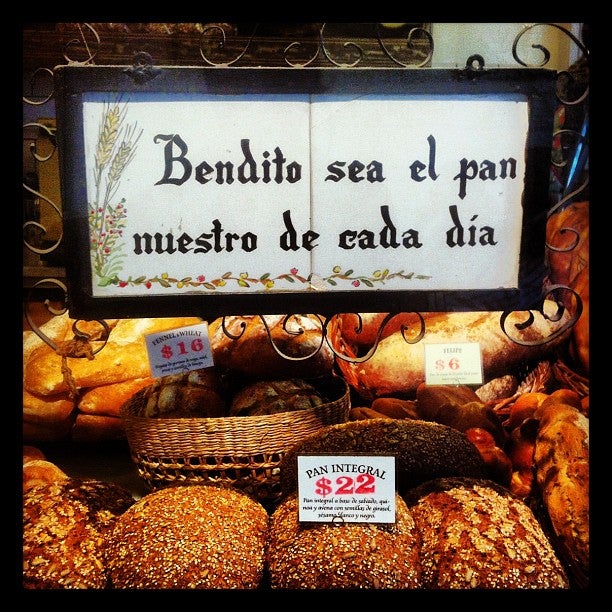 Bendito sea el pan
nuestro de cada día
FENNEL & WHEAT
$16
$6
PAN INTEGRAL
$22
Pan integral a base de salvado, qui-
noa y avena con semillas de girasol,
sézamo blanco y negro.